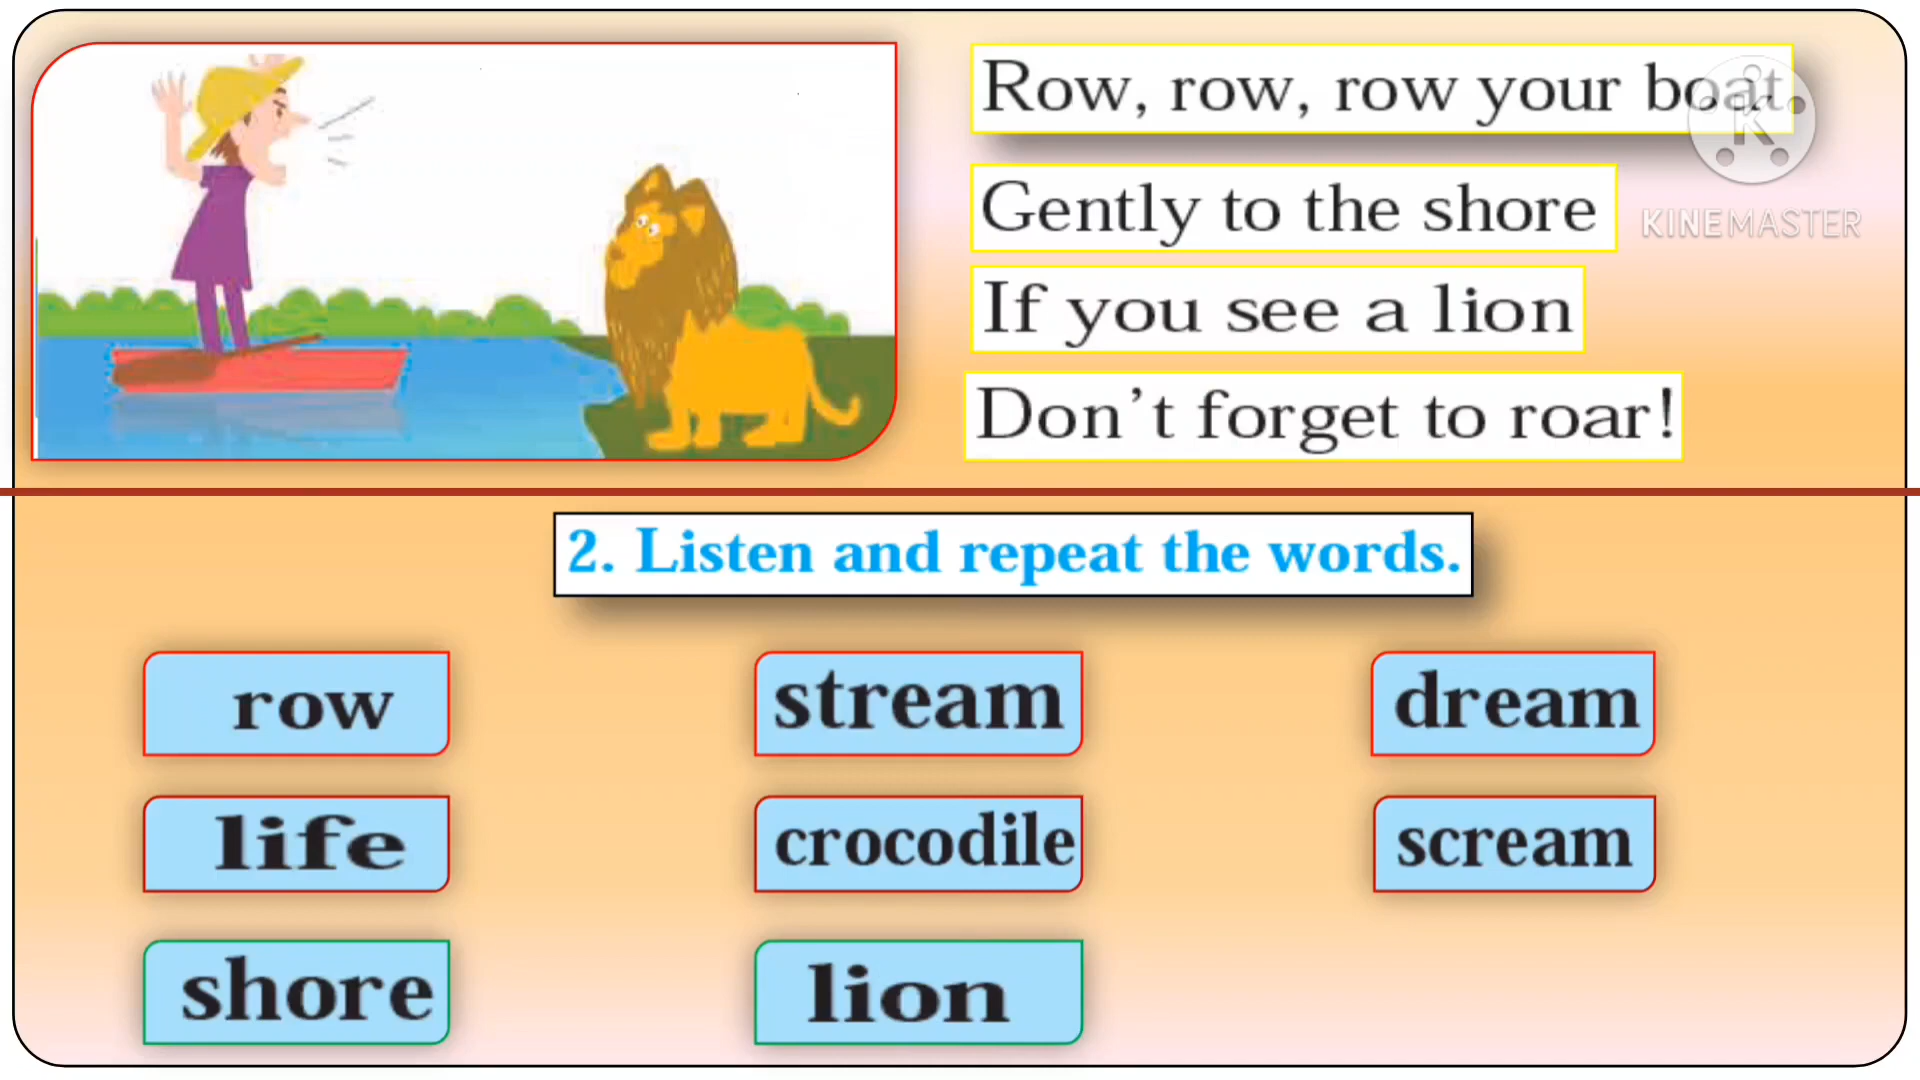 Row, row, row your boat
Gently to the shore
KINEMASTER
If you see a lion
Don’t forget to roar!
2. Listen and repeat the words.
row stream dream
life crocodile scream
shore lion